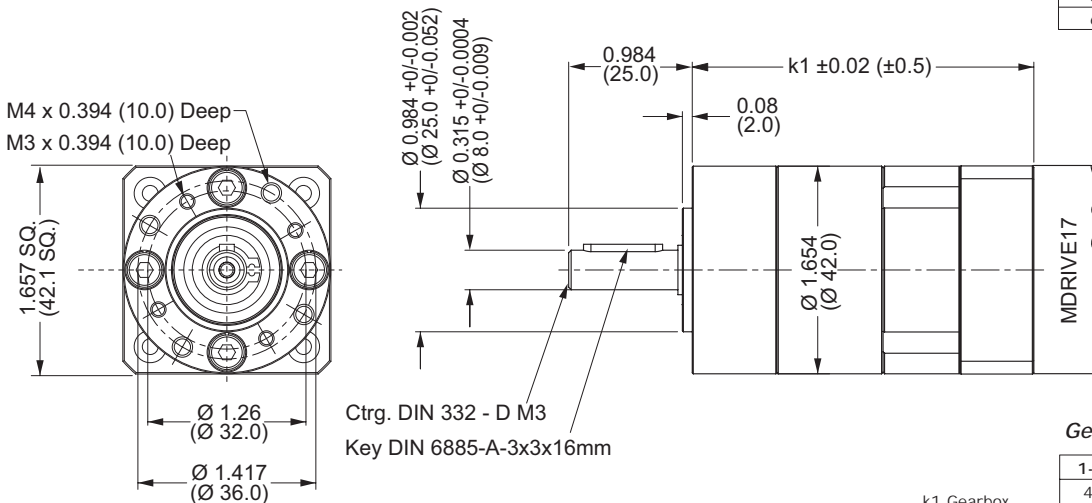 M4 x 0.394 (10.0) Deep
M3 x 0.394 (10.0) Deep
1.657 SQ.
(42.1 SQ.)
Ø 1.26
(Ø 32.0)
Ø 1.417
(Ø 36.0)
Ø 0.984 +0/-0.002
(Ø 25.0 +0/-0.052)
Ø 0.315 +0/-0.0004
(Ø 8.0 +0/-0.009)
0.984
(25.0)
k1 ±0.02 (±0.5)
0.08
(2.0)
Ø 1.654
(Ø 42.0)
MDRIVE17
Ctrg. DIN 332 - D M3
Key DIN 6885-A-3x3x16mm
Ge
1-
4
k1 Gearbox